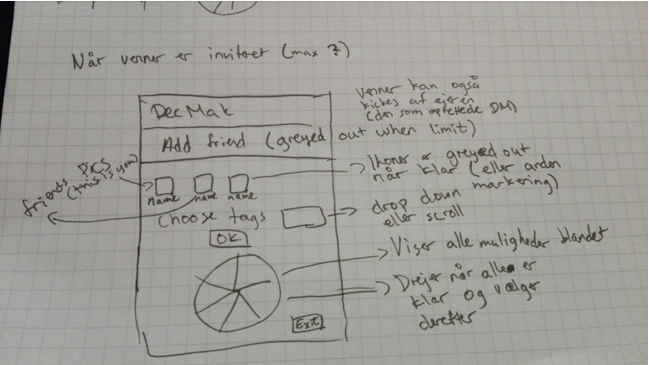 Når venner er inviteret (max ?)
venner kan også
kickes af ejeren
(den som oprettede DM)
DecMak
Add friend (greyed out when limit)
pics
(this is you)
friends
name name name
Ikoner er greyed out
når klar (eller anden
markering)
Choose tags
drop down
eller scroll
OK
Viser alle muligheder blandet
Drejer når alle er
klar og vælger
derefter
Exit